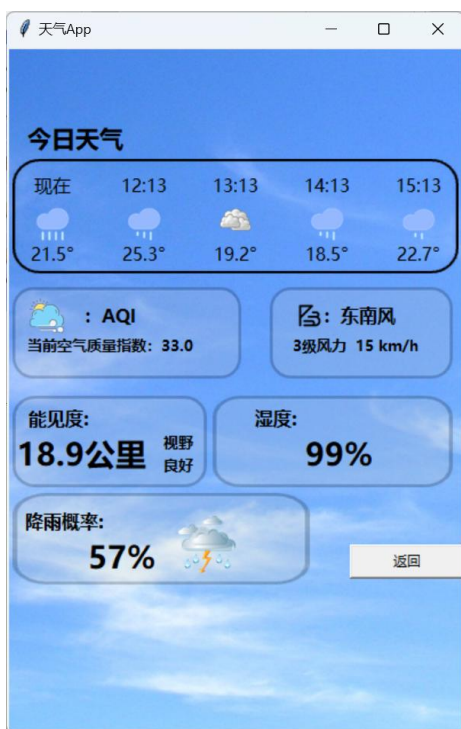 天气App
今日天气
现在 12:13 13:13 14:13 15:13
21.5° 25.3° 19.2° 18.5° 22.7°
：AQI
当前空气质量指数：33.0
：东南风
3级风力 15 km/h
能见度:
18.9公里
视野
良好
湿度:
99%
降雨概率:
57%
返回